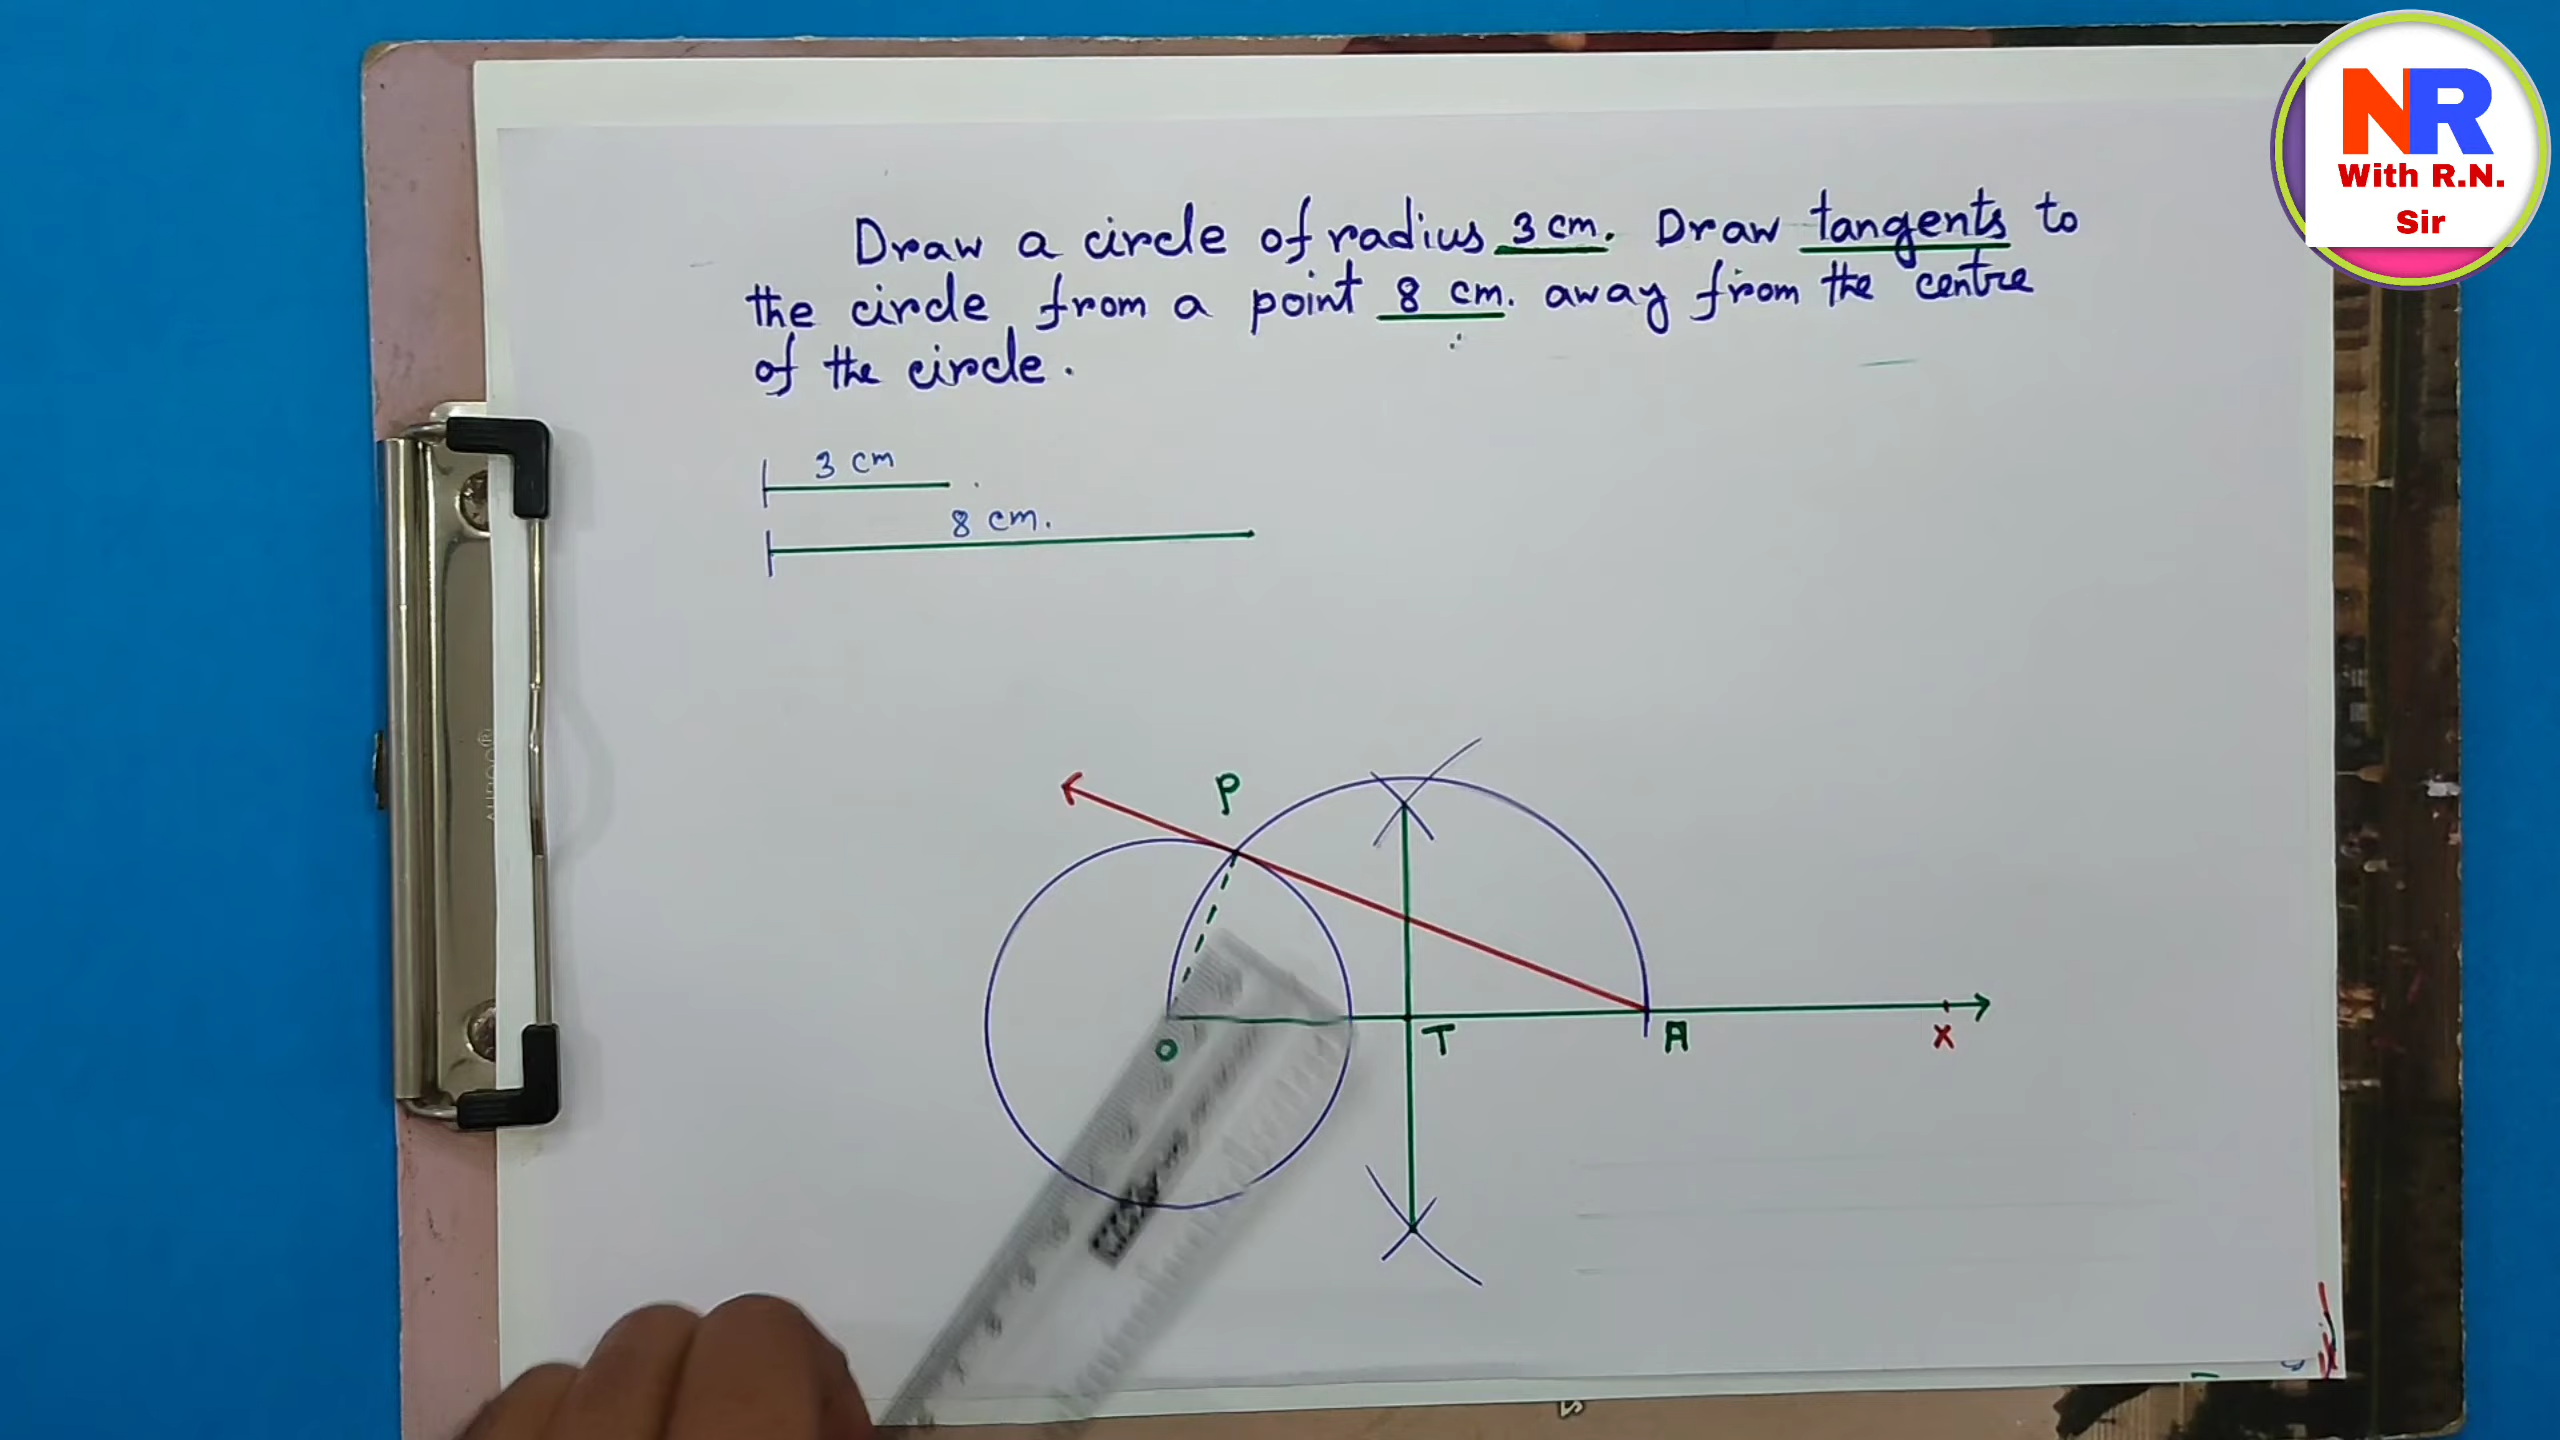 NR
With R.N.
Sir
Draw a circle of radius 3 cm. Draw tangents to
the circle from a point 8 cm. away from the centre
of the circle.
3 cm
8 cm.
P
O
T
A
X